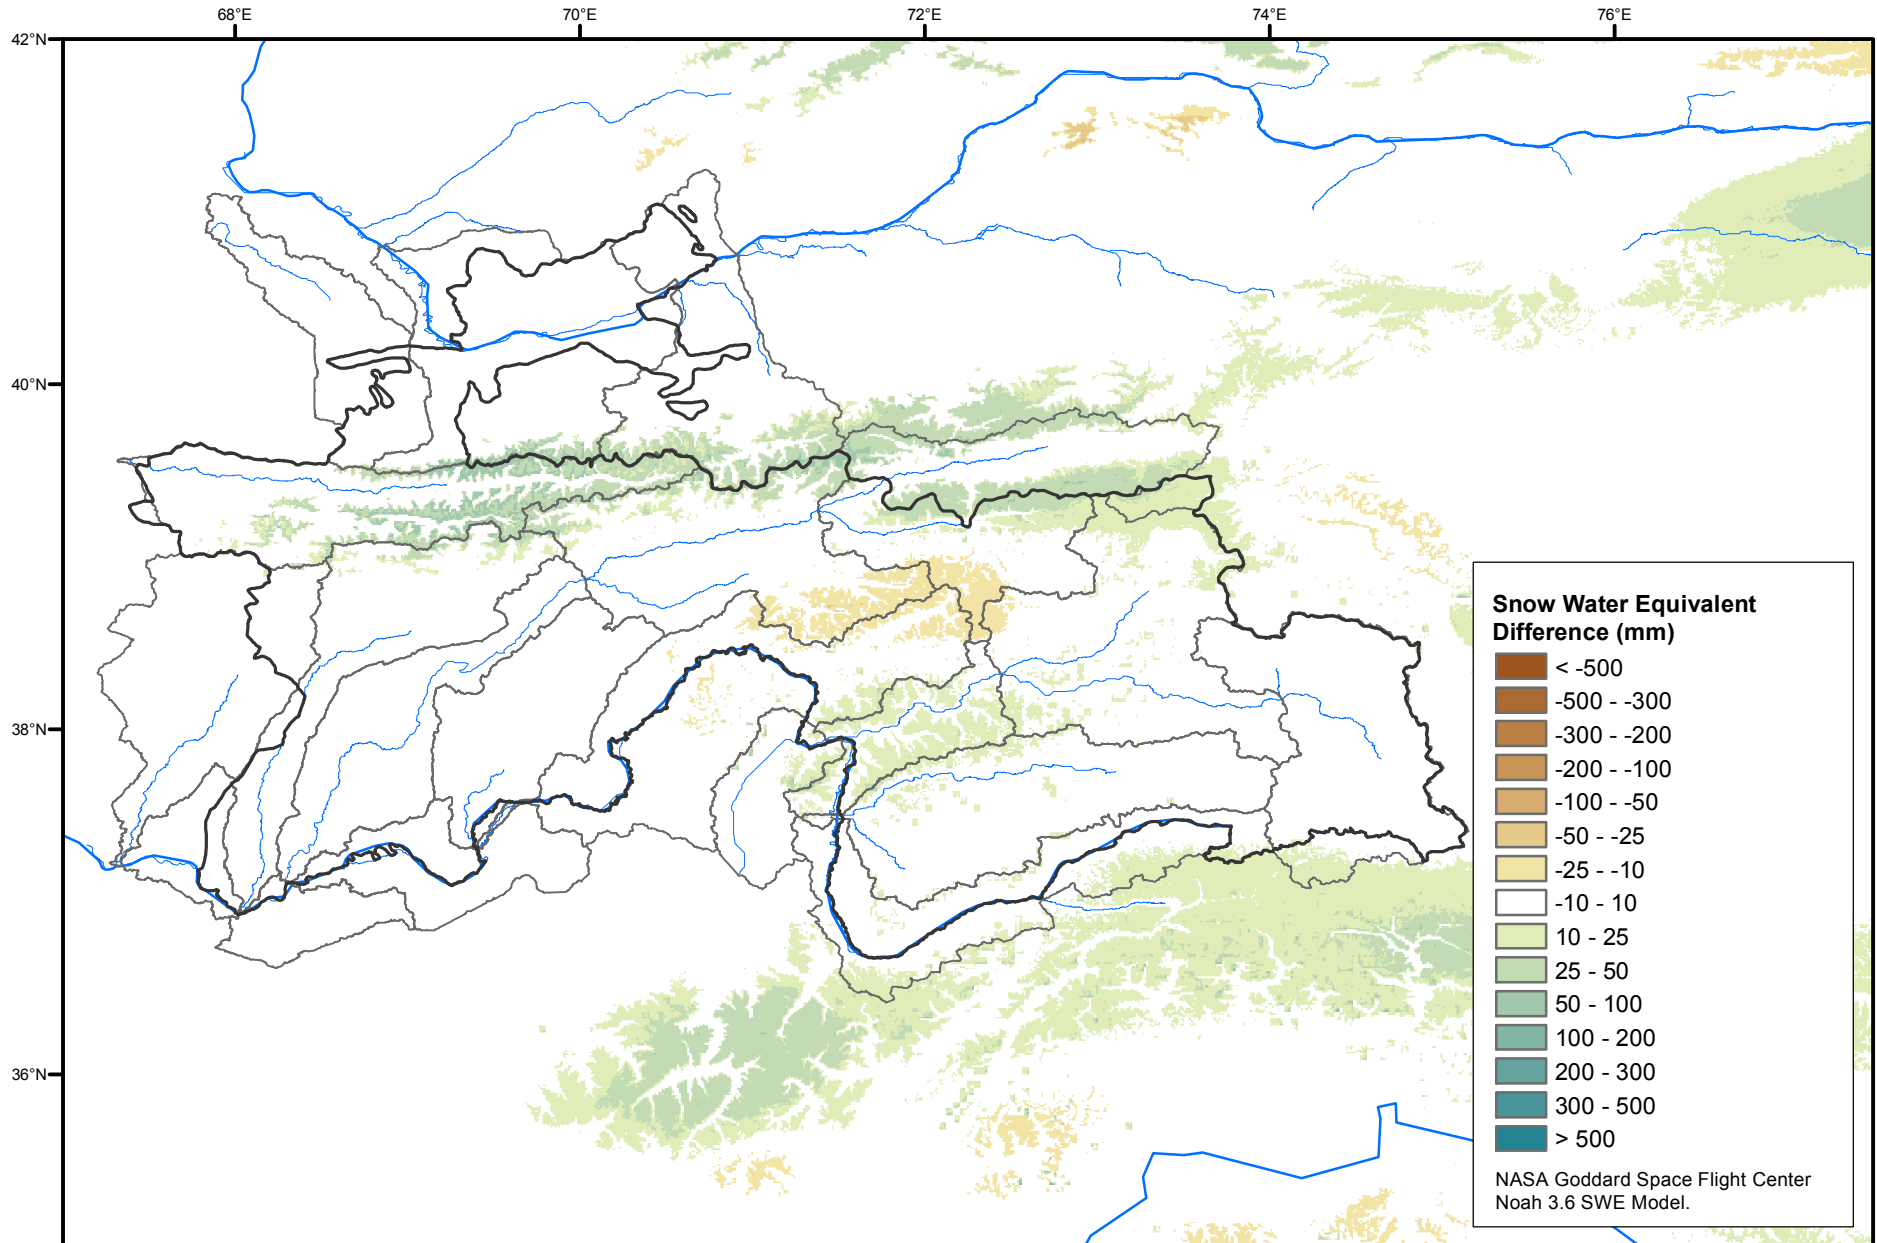 68°E
70°E
72°E
74°E
76°E
42°N
40°N
38°N
36°N
Snow Water Equivalent
Difference (mm)
< -500
-500 - -300
-300 - -200
-200 - -100
-100 - -50
-50 - -25
-25 - -10
-10 - 10
10 - 25
25 - 50
50 - 100
100 - 200
200 - 300
300 - 500
> 500
NASA Goddard Space Flight Center
Noah 3.6 SWE Model.